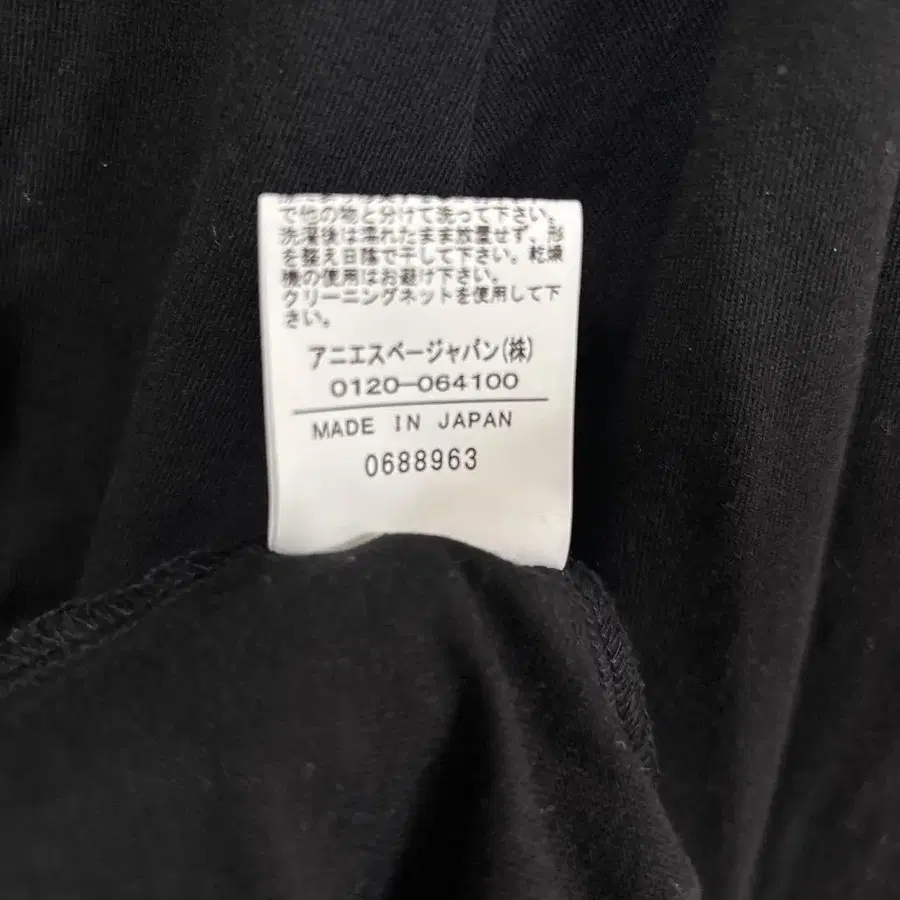 で他の物と分けて洗って下さい。
洗濯後は濡れたまま放置せず、形
を整え日陰で干して下さい。乾燥
機の使用はお避け下さい。
クリーニングネットを使用して下
さい。
アニエスベージャパン(株)
0120-064100
MADE IN JAPAN
0688963